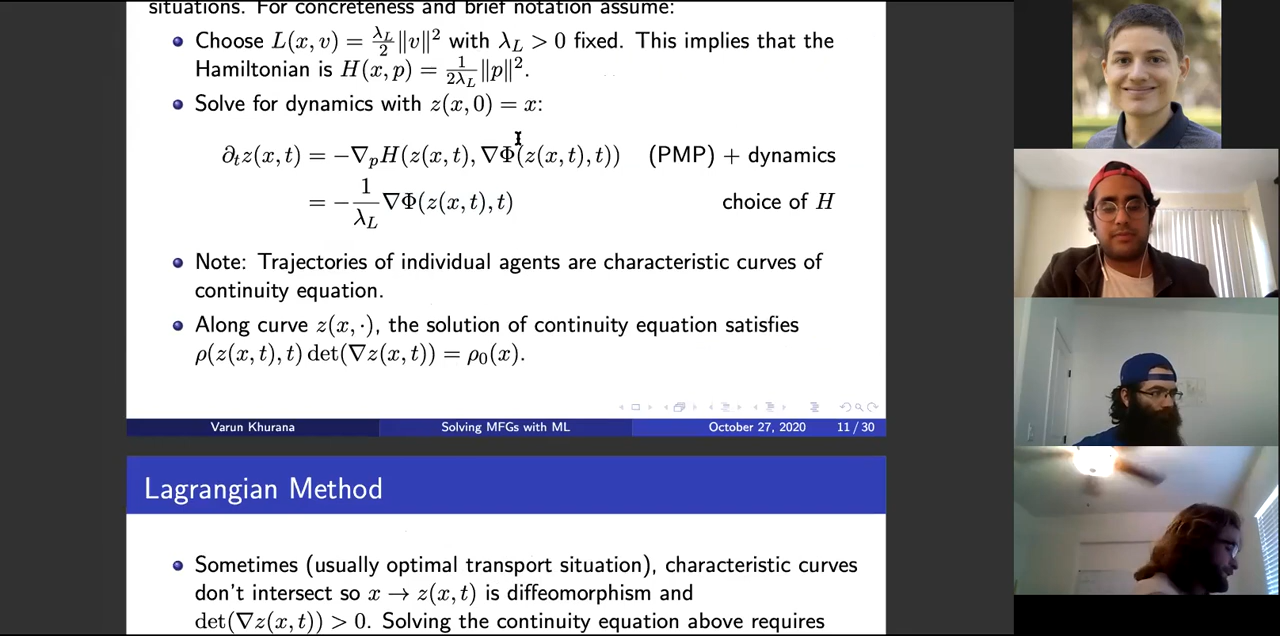 situations. For concreteness and brief notation assume:
Choose L(x, v) = λ_L/2 ‖v‖² with λ_L > 0 fixed. This implies that the
Hamiltonian is H(x, p) = 1/(2λ_L) ‖p‖².
Solve for dynamics with z(x, 0) = x:
∂_t z(x, t) = −∇_p H(z(x, t), ∇Φ(z(x, t), t)) (PMP) + dynamics
= −1/λ_L ∇Φ(z(x, t), t) choice of H
Note: Trajectories of individual agents are characteristic curves of
continuity equation.
Along curve z(x, ·), the solution of continuity equation satisfies
ρ(z(x, t), t) det(∇z(x, t)) = ρ₀(x).
Varun Khurana Solving MFGs with ML October 27, 2020 11 / 30
Lagrangian Method
Sometimes (usually optimal transport situation), characteristic curves
don't intersect so x → z(x, t) is diffeomorphism and
det(∇z(x, t)) > 0. Solving the continuity equation above requires